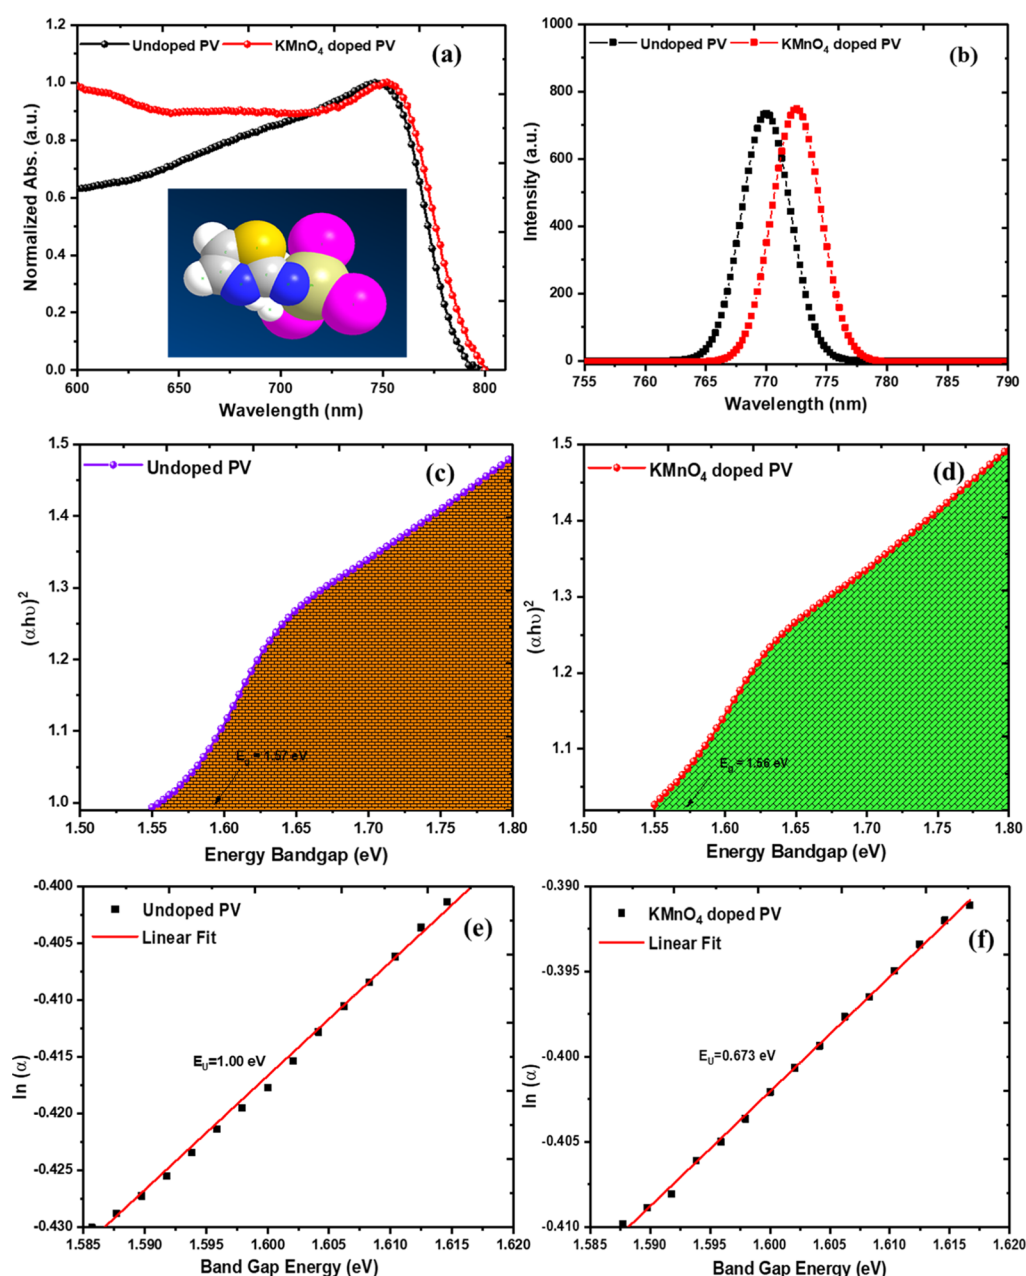 1.2
1.0
0.8
0.6
0.4
0.2
0.0
Normalized Abs. (a.u.)
Undoped PV
KMnO₄ doped PV
(a)
600
650
700
750
800
Wavelength (nm)
1000
800
600
400
200
0
Intensity (a.u.)
Undoped PV
KMnO₄ doped PV
(b)
755
760
765
770
775
780
785
790
Wavelength (nm)
1.5
1.4
1.3
1.2
1.1
1.0
(αhυ)²
Undoped PV
(c)
E_g = 1.57 eV
1.50
1.55
1.60
1.65
1.70
1.75
1.80
Energy Bandgap (eV)
1.5
1.4
1.3
1.2
1.1
(αhυ)²
KMnO₄ doped PV
(d)
E_g = 1.56 eV
1.50
1.55
1.60
1.65
1.70
1.75
1.80
Energy Bandgap (eV)
-0.400
-0.405
-0.410
-0.415
-0.420
-0.425
-0.430
ln (α)
Undoped PV
Linear Fit
(e)
E_U=1.00 eV
1.585
1.590
1.595
1.600
1.605
1.610
1.615
1.620
Band Gap Energy (eV)
-0.390
-0.395
-0.400
-0.405
-0.410
ln (α)
KMnO₄ doped PV
Linear Fit
(f)
E_U=0.673 eV
1.585
1.590
1.595
1.600
1.605
1.610
1.615
1.620
Band Gap Energy (eV)